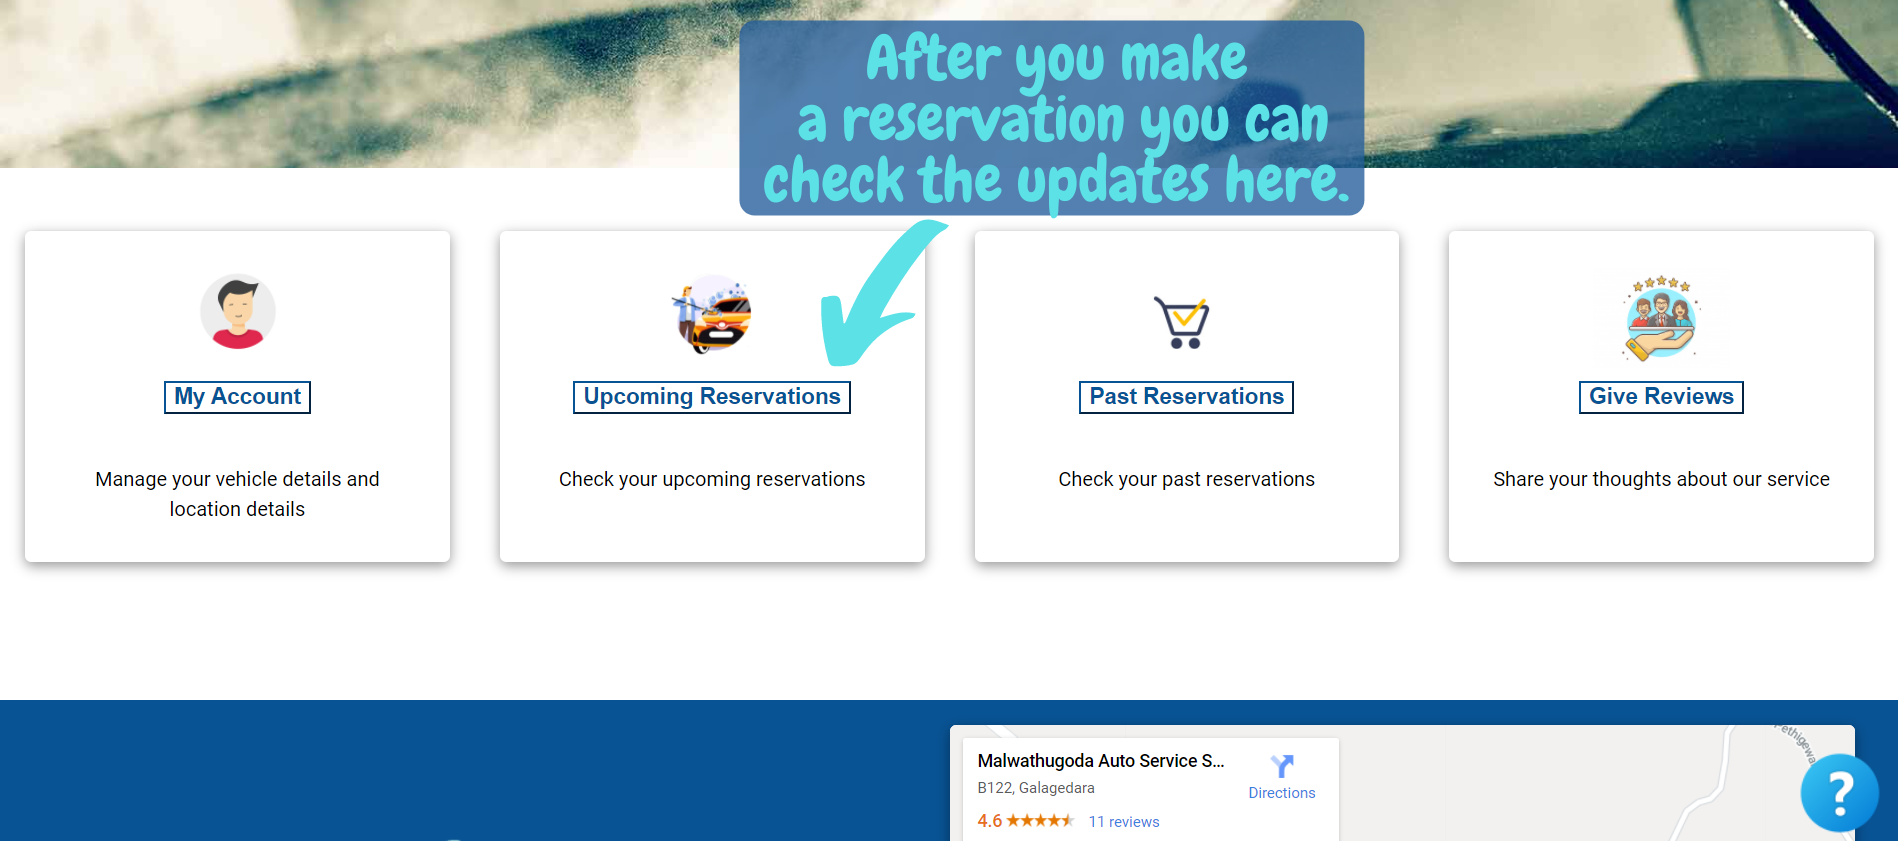 After you make
a reservation you can
check the updates here.
My Account
Upcoming Reservations
Past Reservations
Give Reviews
Manage your vehicle details and
location details
Check your upcoming reservations
Check your past reservations
Share your thoughts about our service
Malwathugoda Auto Service S...
B122, Galagedara
Directions
4.6
11 reviews
ethigewa
?